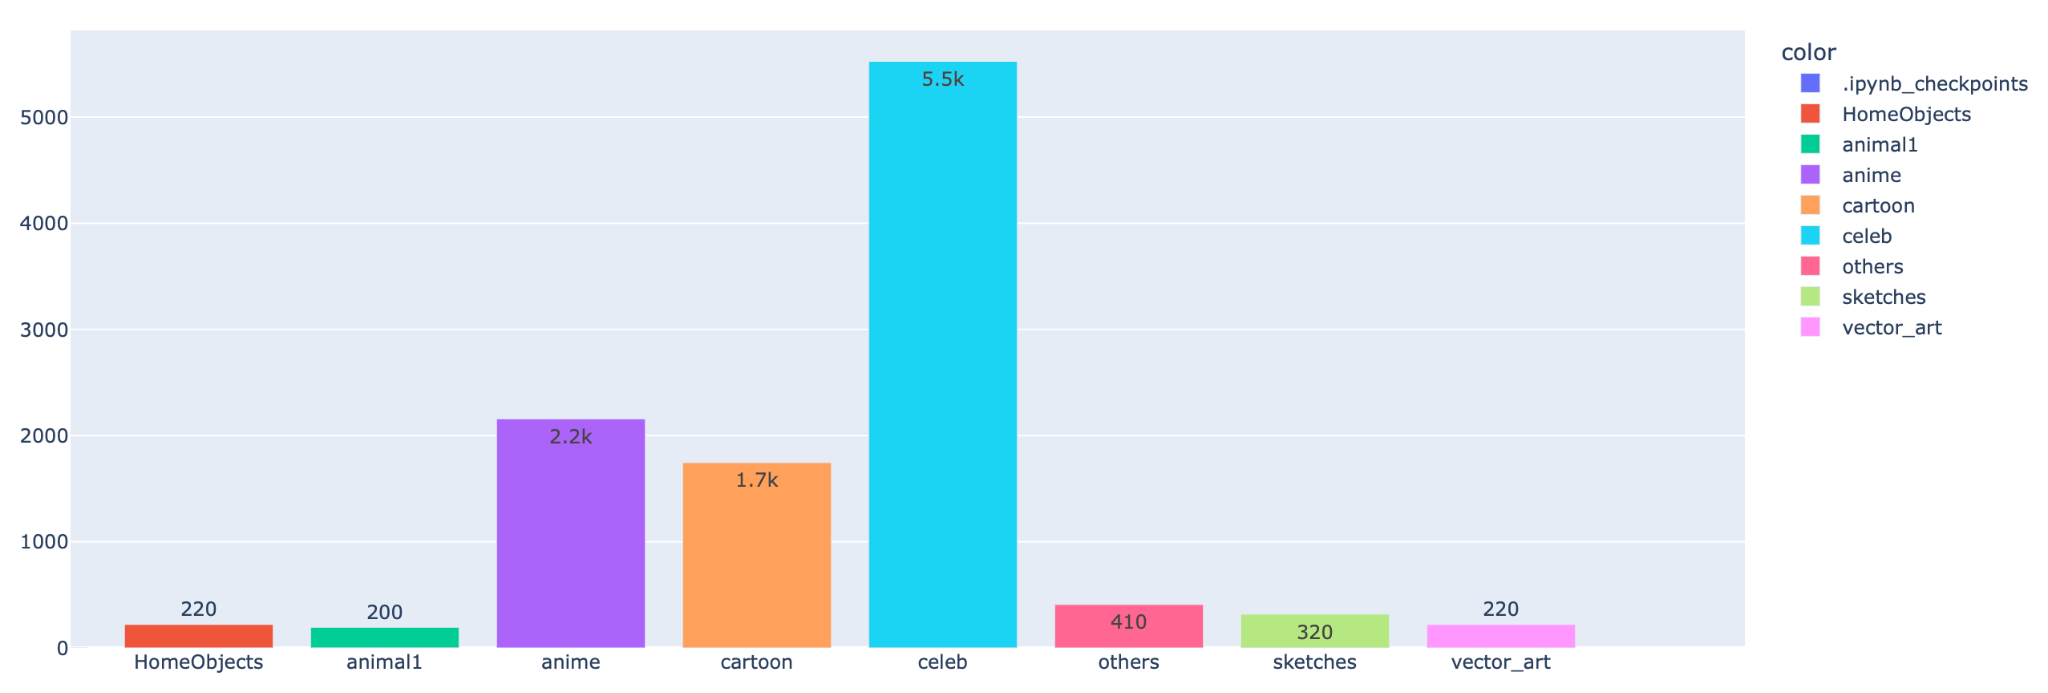 color
.ipynb_checkpoints
HomeObjects
animal1
anime
cartoon
celeb
others
sketches
vector_art
5000
4000
3000
2000
1000
0
220
200
2.2k
1.7k
5.5k
410
320
220
HomeObjects
animal1
anime
cartoon
celeb
others
sketches
vector_art